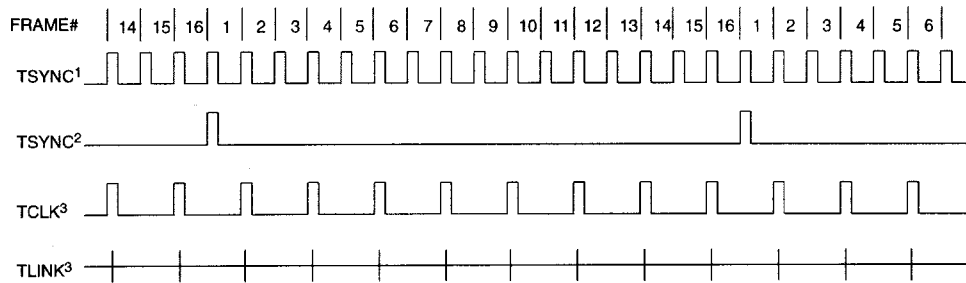 FRAME# 14 15 16 1 2 3 4 5 6 7 8 9 10 11 12 13 14 15 16 1 2 3 4 5 6
TSYNC¹
TSYNC²
TCLK³
TLINK³